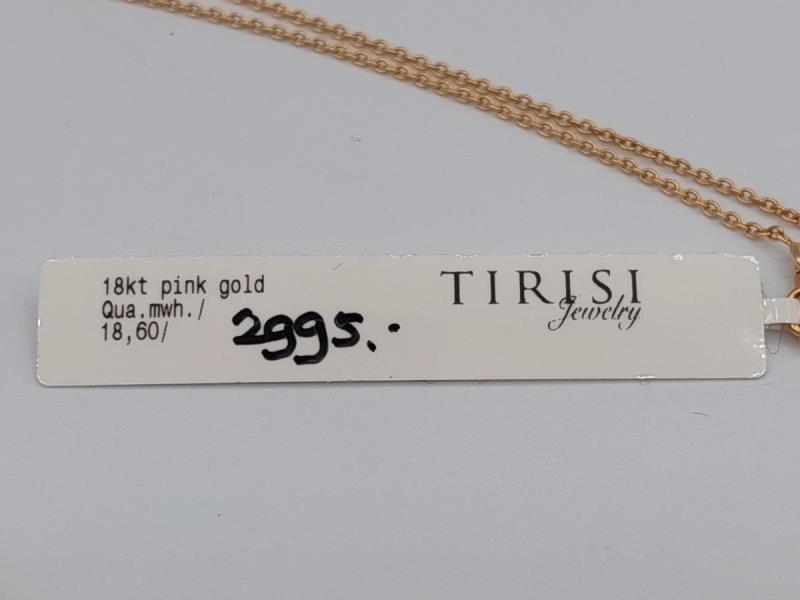 18kt pink gold
Qua.mwh./
18,60/
2995.-
TIRISI
Jewelry